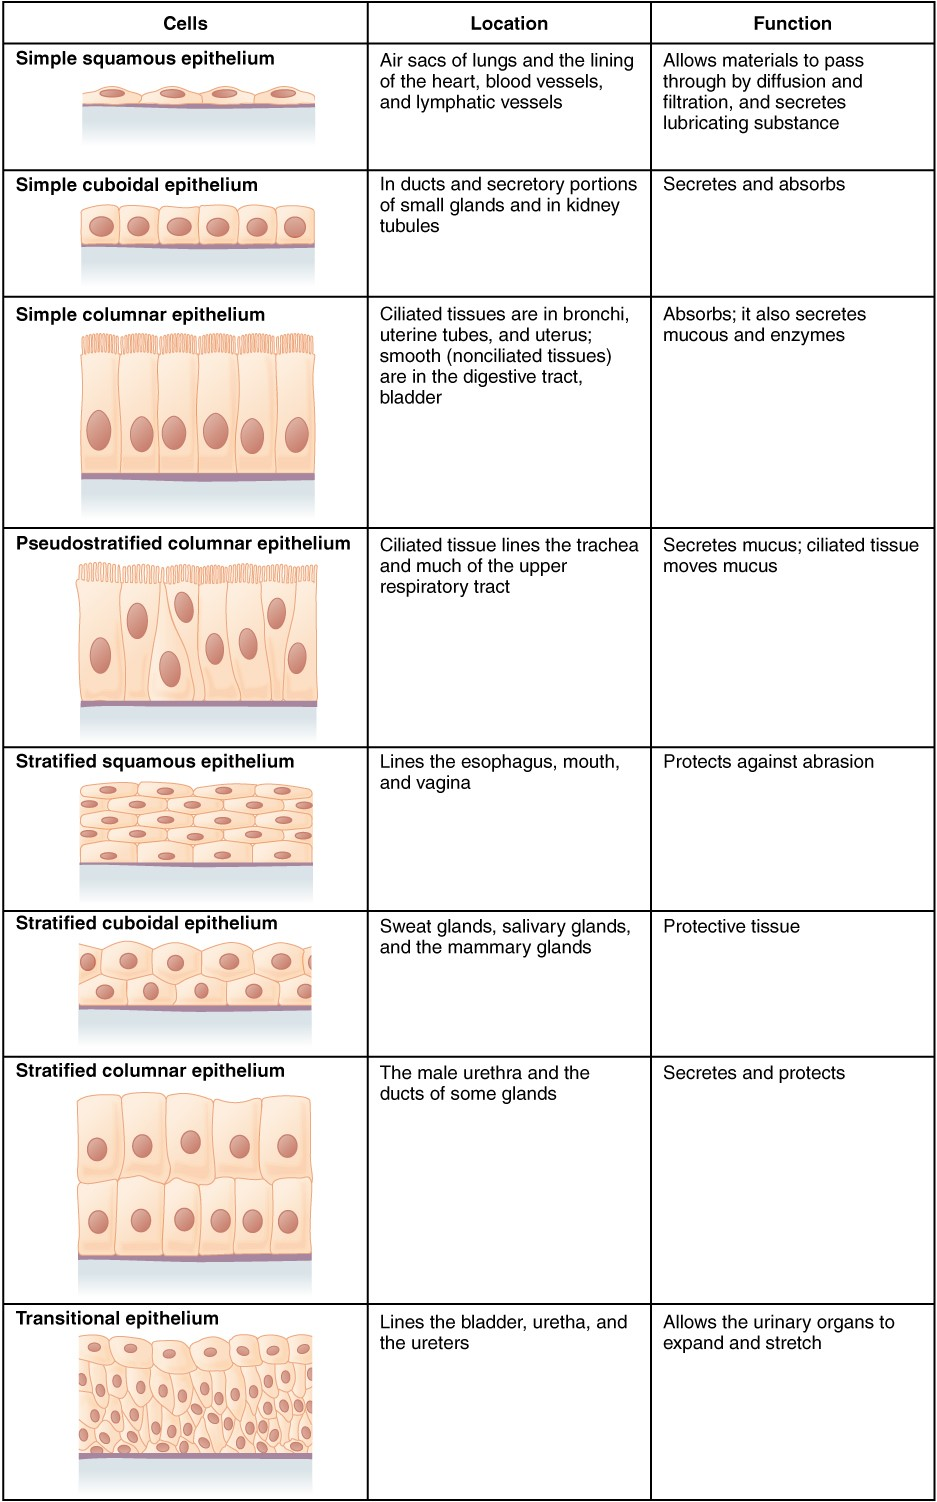 Cells
Location
Function
Simple squamous epithelium
Air sacs of lungs and the lining
of the heart, blood vessels,
and lymphatic vessels
Allows materials to pass
through by diffusion and
filtration, and secretes
lubricating substance
Simple cuboidal epithelium
In ducts and secretory portions
of small glands and in kidney
tubules
Secretes and absorbs
Simple columnar epithelium
Ciliated tissues are in bronchi,
uterine tubes, and uterus;
smooth (nonciliated tissues)
are in the digestive tract,
bladder
Absorbs; it also secretes
mucous and enzymes
Pseudostratified columnar epithelium
Ciliated tissue lines the trachea
and much of the upper
respiratory tract
Secretes mucus; ciliated tissue
moves mucus
Stratified squamous epithelium
Lines the esophagus, mouth,
and vagina
Protects against abrasion
Stratified cuboidal epithelium
Sweat glands, salivary glands,
and the mammary glands
Protective tissue
Stratified columnar epithelium
The male urethra and the
ducts of some glands
Secretes and protects
Transitional epithelium
Lines the bladder, uretha, and
the ureters
Allows the urinary organs to
expand and stretch